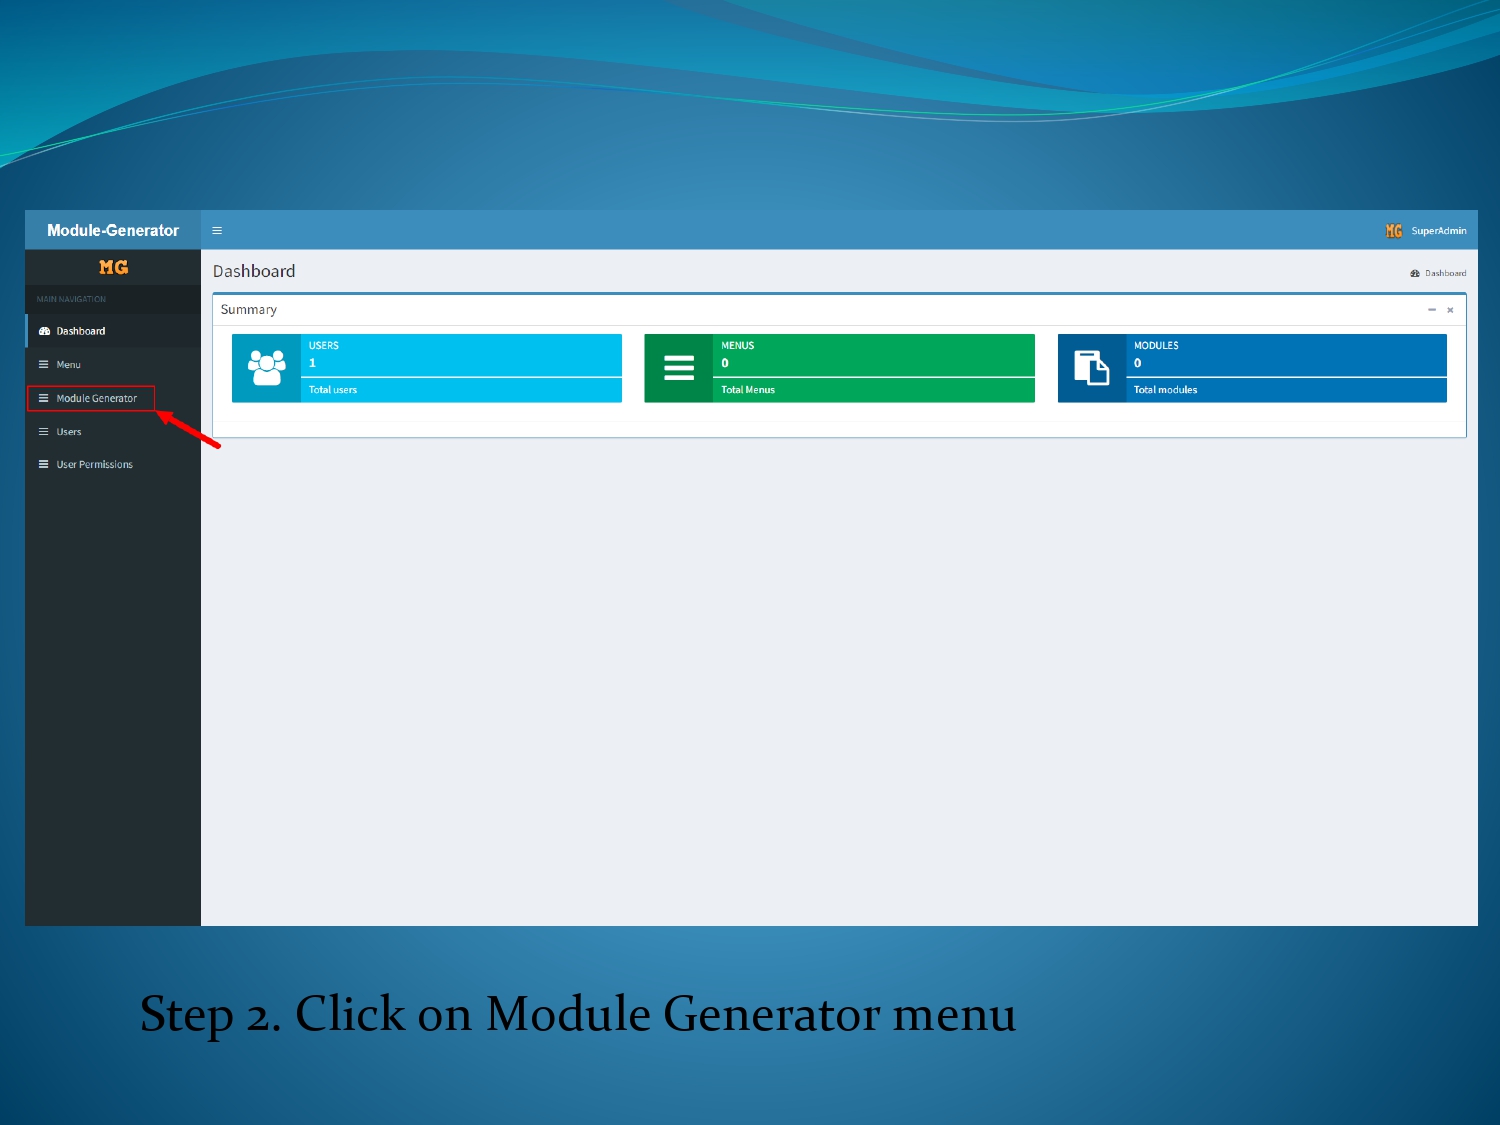 Module-Generator
MG SuperAdmin
MG
Dashboard
Dashboard
MAIN NAVIGATION
Summary
Dashboard
Menu
Module Generator
Users
User Permissions
USERS
1
Total users
MENUS
0
Total Menus
MODULES
0
Total modules
Step 2. Click on Module Generator menu